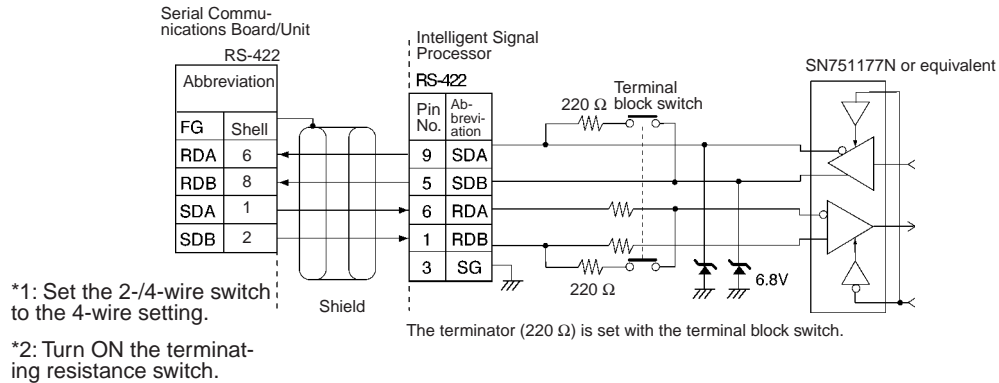 Serial Commu-
nications Board/Unit
RS-422
Abbreviation
FG Shell
RDA 6
RDB 8
SDA 1
SDB 2
Shield
*1: Set the 2-/4-wire switch
to the 4-wire setting.
*2: Turn ON the terminat-
ing resistance switch.
Intelligent Signal
Processor
RS-422
Pin
No.
Ab-
brevi-
ation
9 SDA
5 SDB
6 RDA
1 RDB
3 SG
Terminal
block switch
220 Ω
220 Ω
6.8V
SN751177N or equivalent
The terminator (220 Ω) is set with the terminal block switch.